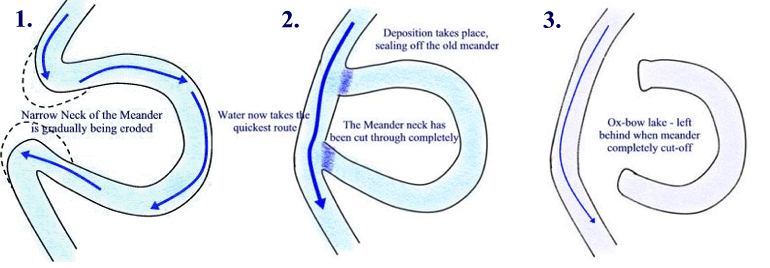 1.
Narrow Neck of the Meander
is gradually being eroded
2.
Deposition takes place,
sealing off the old meander
Water now takes the
quickest route
The Meander neck has
been cut through completely
3.
Ox-bow lake - left
behind when meander
completely cut-off